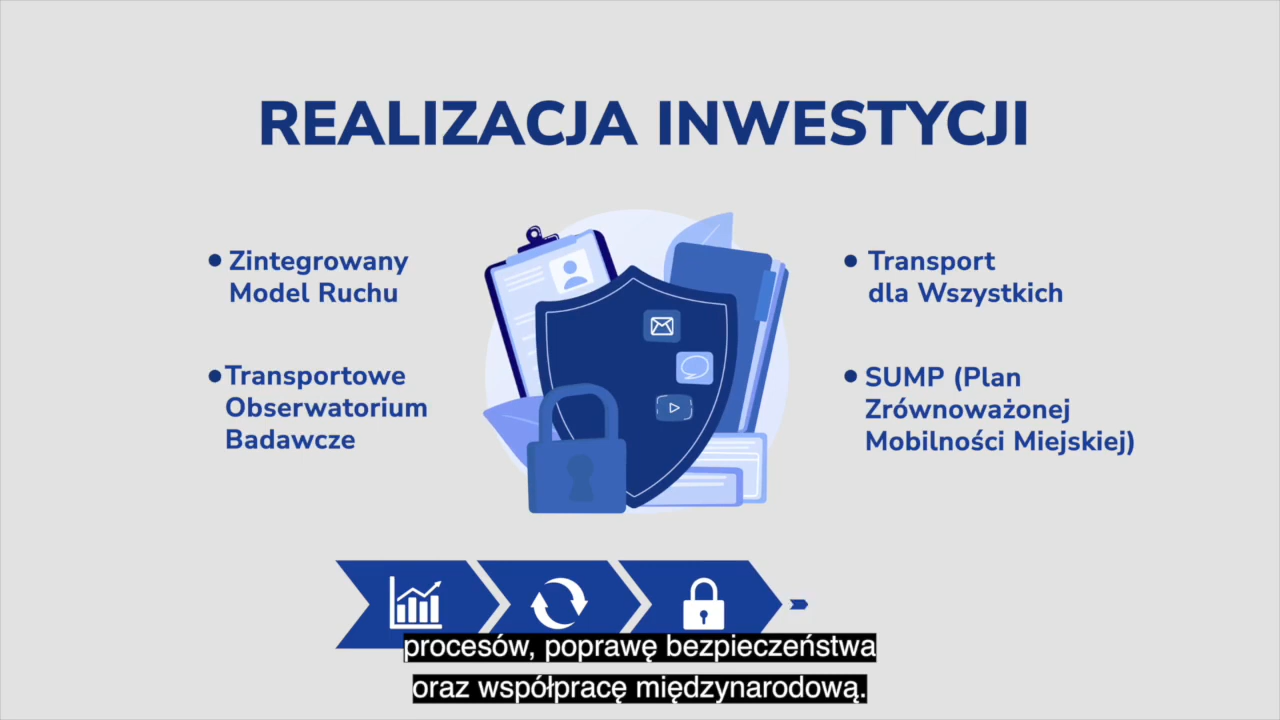 REALIZACJA INWESTYCJI
Zintegrowany
Model Ruchu
Transportowe
Obserwatorium
Badawcze
Transport
dla Wszystkich
SUMP (Plan
Zrównoważonej
Mobilności Miejskiej)
procesów, poprawę bezpieczeństwa
oraz współpracę międzynarodową.